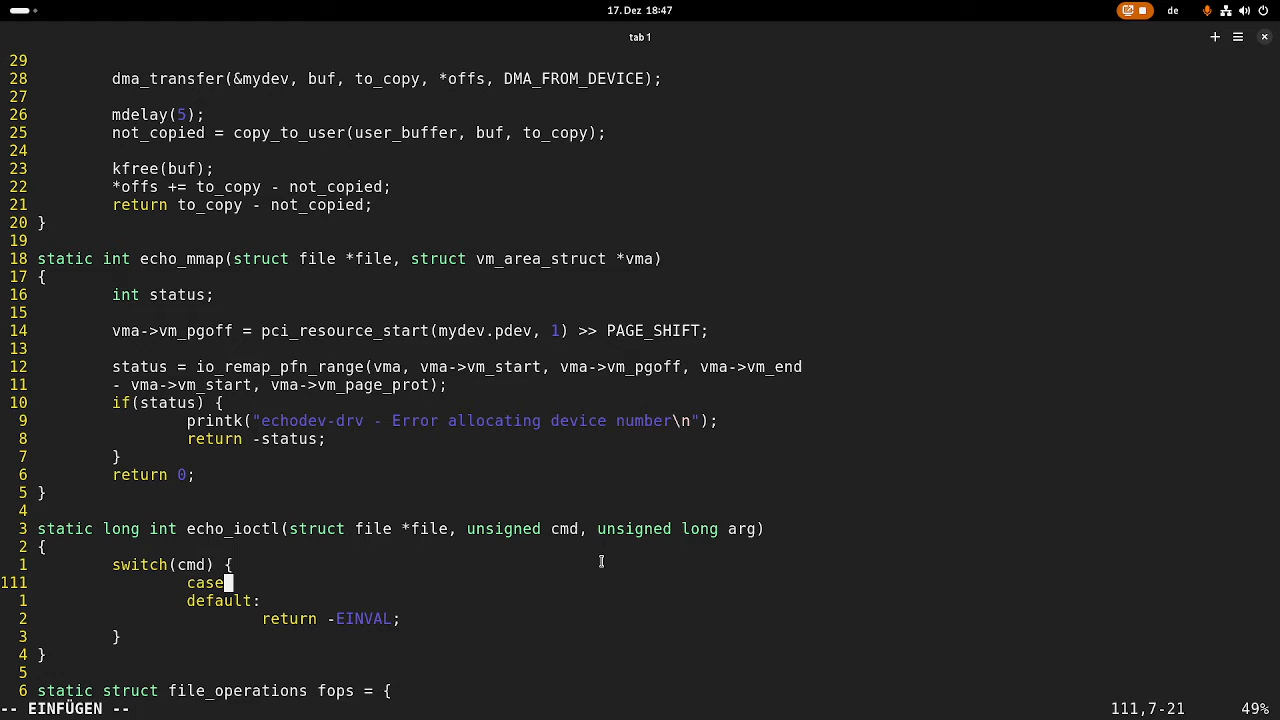 17. Dez 18:47
de
tab 1
29
28 dma_transfer(&mydev, buf, to_copy, *offs, DMA_FROM_DEVICE);
27
26 mdelay(5);
25 not_copied = copy_to_user(user_buffer, buf, to_copy);
24
23 kfree(buf);
22 *offs += to_copy - not_copied;
21 return to_copy - not_copied;
20 }
19
18 static int echo_mmap(struct file *file, struct vm_area_struct *vma)
17 {
16 int status;
15
14 vma->vm_pgoff = pci_resource_start(mydev.pdev, 1) >> PAGE_SHIFT;
13
12 status = io_remap_pfn_range(vma, vma->vm_start, vma->vm_pgoff, vma->vm_end
11 - vma->vm_start, vma->vm_page_prot);
10 if(status) {
9 printk("echodev-drv - Error allocating device number\n");
8 return -status;
7 }
6 return 0;
5 }
4
3 static long int echo_ioctl(struct file *file, unsigned cmd, unsigned long arg)
2 {
1 switch(cmd) {
111 case
1 default:
2 return -EINVAL;
3 }
4 }
5
6 static struct file_operations fops = {
-- EINFÜGEN -- 111,7-21 49%